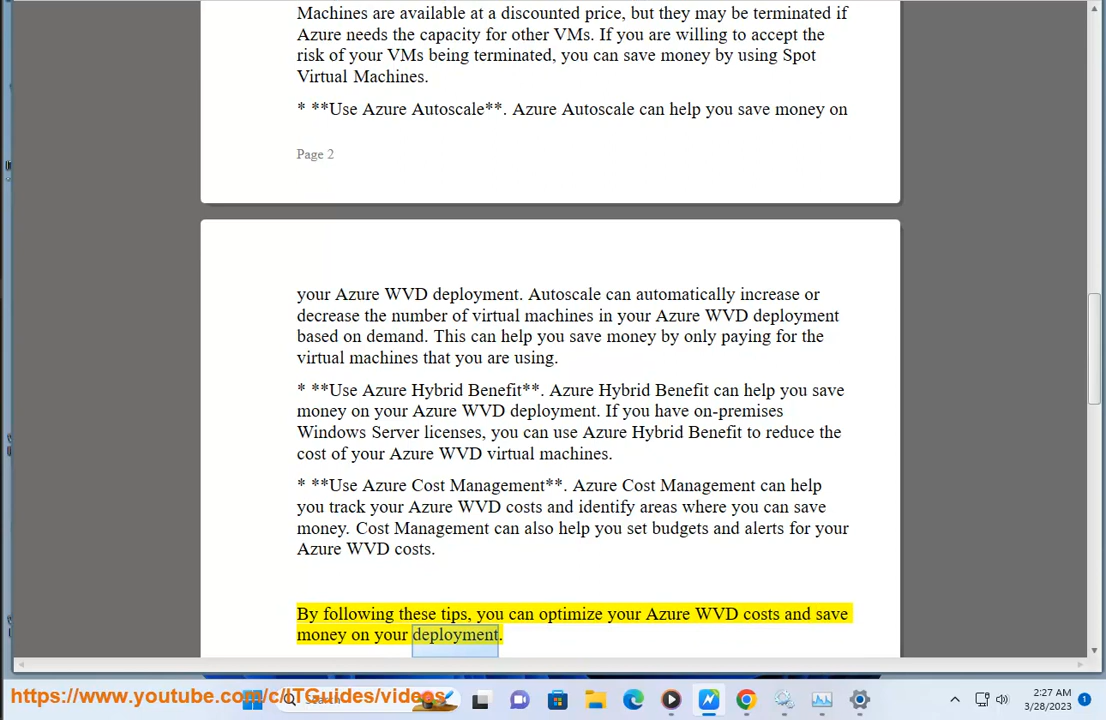 Machines are available at a discounted price, but they may be terminated if
Azure needs the capacity for other VMs. If you are willing to accept the
risk of your VMs being terminated, you can save money by using Spot
Virtual Machines.
* **Use Azure Autoscale**. Azure Autoscale can help you save money on
Page 2
your Azure WVD deployment. Autoscale can automatically increase or
decrease the number of virtual machines in your Azure WVD deployment
based on demand. This can help you save money by only paying for the
virtual machines that you are using.
* **Use Azure Hybrid Benefit**. Azure Hybrid Benefit can help you save
money on your Azure WVD deployment. If you have on-premises
Windows Server licenses, you can use Azure Hybrid Benefit to reduce the
cost of your Azure WVD virtual machines.
* **Use Azure Cost Management**. Azure Cost Management can help
you track your Azure WVD costs and identify areas where you can save
money. Cost Management can also help you set budgets and alerts for your
Azure WVD costs.
By following these tips, you can optimize your Azure WVD costs and save
money on your deployment.
https://www.youtube.com/c/ITGuides/videos
2:27 AM
3/28/2023
1